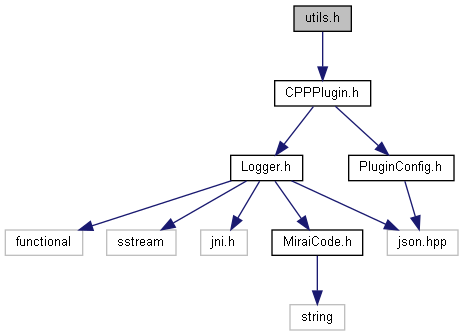 utils.h
CPPPlugin.h
Logger.h
PluginConfig.h
functional
sstream
jni.h
MiraiCode.h
json.hpp
string